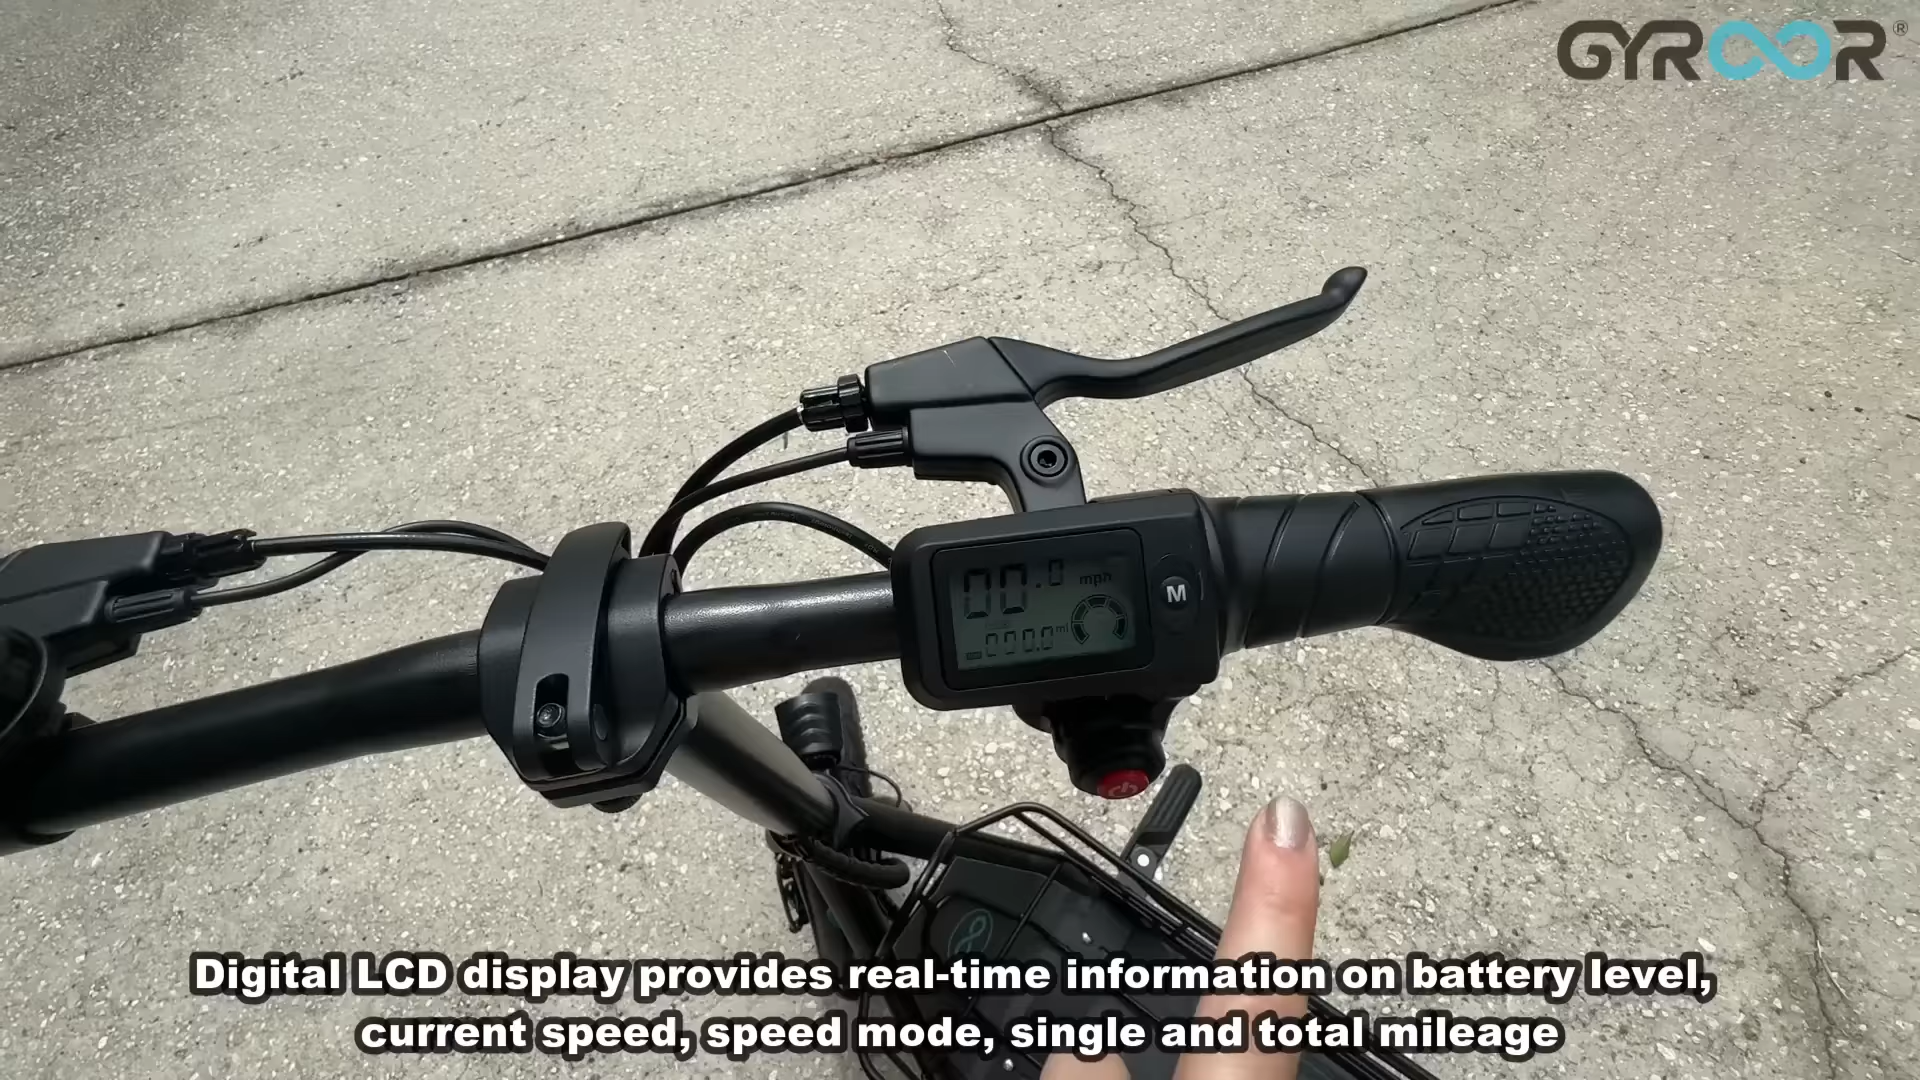 GYROOR®
00.0 mph
000.0 mi
M
Digital LCD display provides real-time information on battery level,
current speed, speed mode, single and total mileage